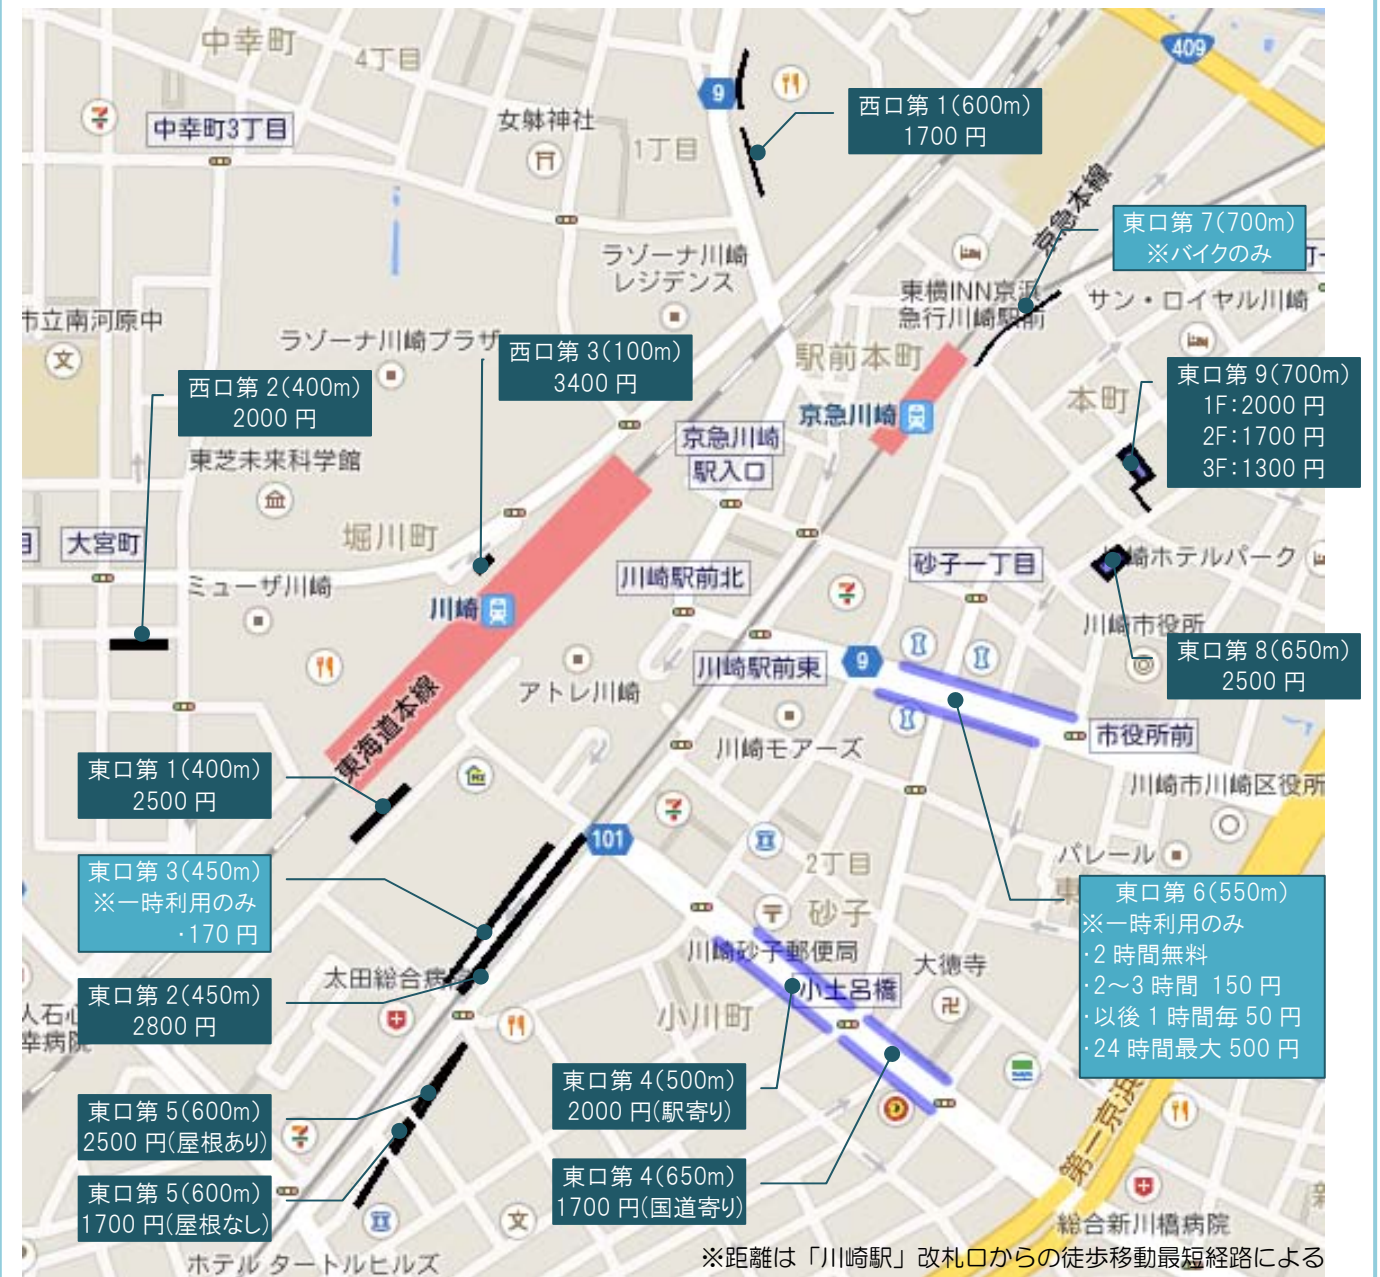 中幸町
4丁目
409
9
西口第 1(600m)
1700 円
中幸町3丁目
女躰神社
1丁目
京急本線
東口第 7(700m)
※バイクのみ
ラゾーナ川崎
レジデンス
東横INN京浜
急行川崎駅前
サン・ロイヤル川崎
市立南河原中
文
ラゾーナ川崎プラザ
西口第 3(100m)
3400 円
駅前本町
西口第 2(400m)
2000 円
本町
東口第 9(700m)
1F:2000 円
2F:1700 円
3F:1300 円
京急川崎
京急川崎
駅入口
東芝未来科学館
堀川町
大宮町
ミューザ川崎
川崎
川崎駅前北
砂子一丁目
川崎ホテルパーク
川崎市役所
東口第 8(650m)
2500 円
川崎駅前東
9
アトレ川崎
東海道本線
川崎モアーズ
市役所前
東口第 1(400m)
2500 円
川崎市川崎区役所
101
2丁目
パレール
東口第 3(450m)
※一時利用のみ
・170 円
砂子
東口第 6(550m)
※一時利用のみ
・2 時間無料
・2～3 時間 150 円
・以後 1 時間毎 50 円
・24 時間最大 500 円
川崎砂子郵便局
大徳寺
太田総合病院
小土呂橋
東口第 2(450m)
2800 円
小川町
幸病院
東口第 4(500m)
2000 円(駅寄り)
東口第 5(600m)
2500 円(屋根あり)
第一京浜
東口第 4(650m)
1700 円(国道寄り)
東口第 5(600m)
1700 円(屋根なし)
文
総合新川橋病院
ホテル タートルヒルズ
※距離は「川崎駅」改札口からの徒歩移動最短経路による